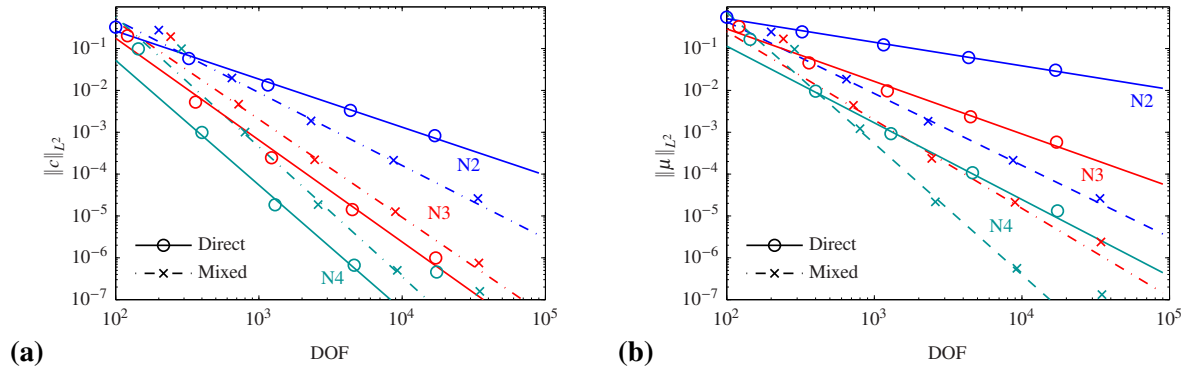 10^{-1}
10^{-2}
10^{-3}
10^{-4}
10^{-5}
10^{-6}
10^{-7}
‖c‖_{L^2}
N2
N3
N4
Direct
Mixed
10^2 10^3 10^4 10^5
DOF
(a)
10^{-1}
10^{-2}
10^{-3}
10^{-4}
10^{-5}
10^{-6}
10^{-7}
‖μ‖_{L^2}
N2
N3
N4
Direct
Mixed
10^2 10^3 10^4 10^5
DOF
(b)